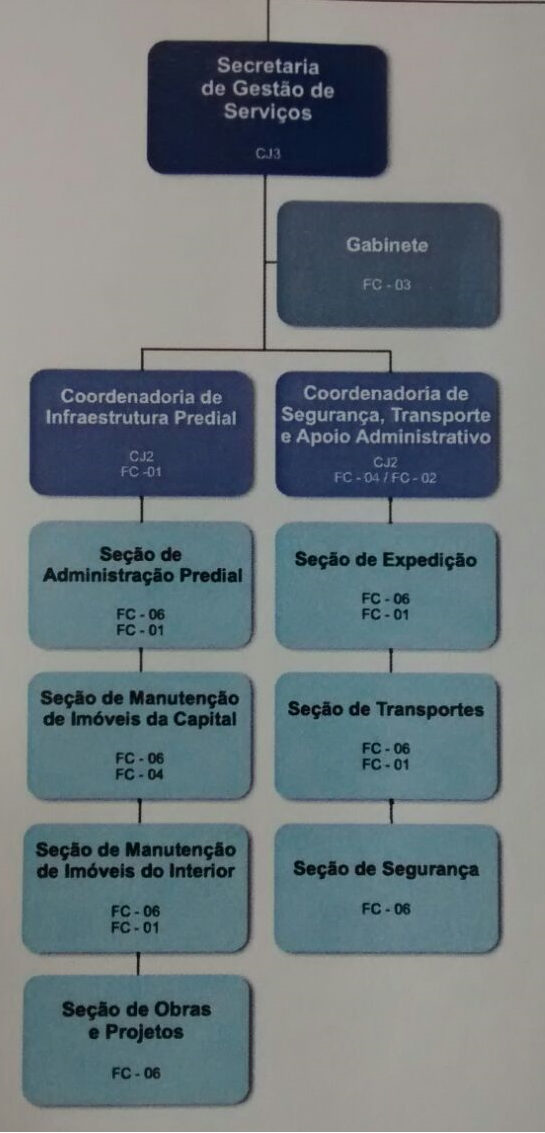 Secretaria
de Gestão de
Serviços
CJ3
Gabinete
FC - 03
Coordenadoria de
Infraestrutura Predial
CJ2
FC -01
Seção de
Administração Predial
FC - 06
FC - 01
Seção de Manutenção
de Imóveis da Capital
FC - 06
FC - 04
Seção de Manutenção
de Imóveis do Interior
FC - 06
FC - 01
Seção de Obras
e Projetos
FC - 06
Coordenadoria de
Segurança, Transporte
e Apoio Administrativo
CJ2
FC - 04 / FC - 02
Seção de Expedição
FC - 06
FC - 01
Seção de Transportes
FC - 06
FC - 01
Seção de Segurança
FC - 06